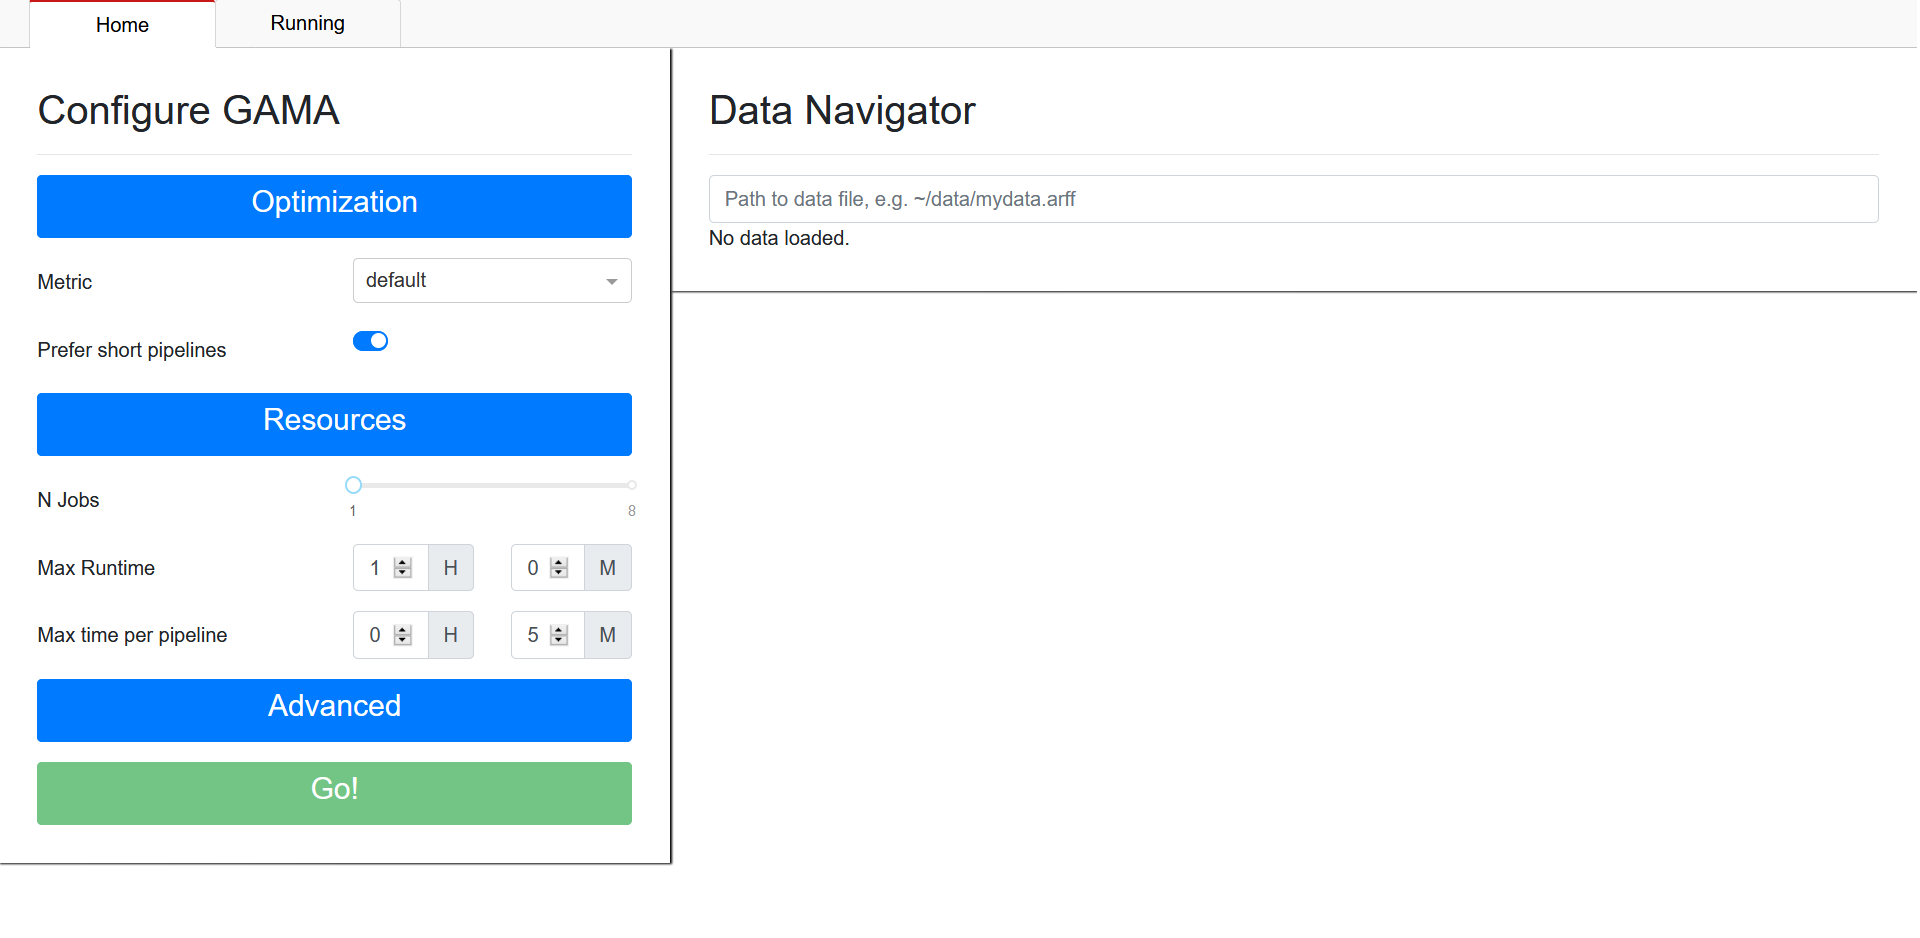 Home
Running
Configure GAMA
Optimization
Metric
default
Prefer short pipelines
Resources
N Jobs
1
8
Max Runtime
1 H
0 M
Max time per pipeline
0 H
5 M
Advanced
Go!
Data Navigator
Path to data file, e.g. ~/data/mydata.arff
No data loaded.